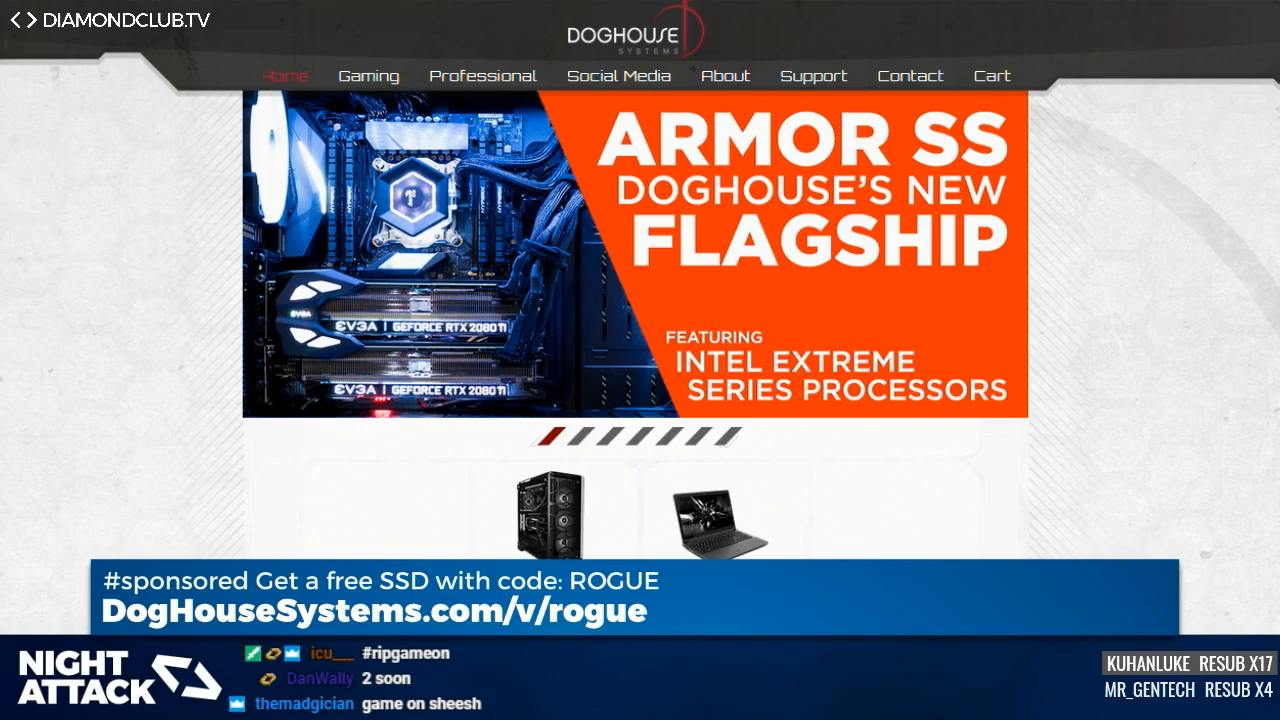 DIAMONDCLUB.TV
DOGHOUSE
SYSTEMS
Home Gaming Professional Social Media About Support Contact Cart
ARMOR SS
DOGHOUSE'S NEW
FLAGSHIP
FEATURING
INTEL EXTREME
SERIES PROCESSORS
EVGA
EVGA | GEFORCE RTX 2080 Ti
EVGA | GEFORCE RTX 2080 Ti
#sponsored Get a free SSD with code: ROGUE
DogHouseSystems.com/v/rogue
NIGHT
ATTACK
icu___ #ripgameon
DanWally 2 soon
themadgician game on sheesh
KUHANLUKE RESUB X17
MR_GENTECH RESUB X4